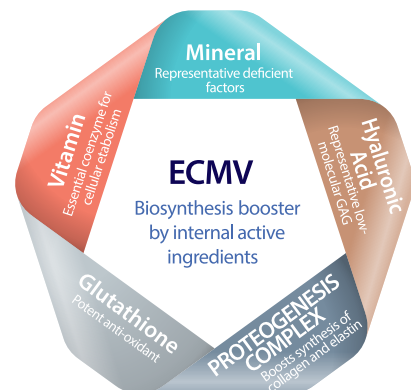 Mineral
Representative deficient
factors
Hyaluronic
Acid
Representative low-
molecular GAG
PROTEOGENESIS
COMPLEX
Boosts synthesis of
collagen and elastin
Glutathione
Potent anti-oxidant
Vitamin
Essential coenzyme for
cellular etabolism
ECMV
Biosynthesis booster
by internal active
ingredients